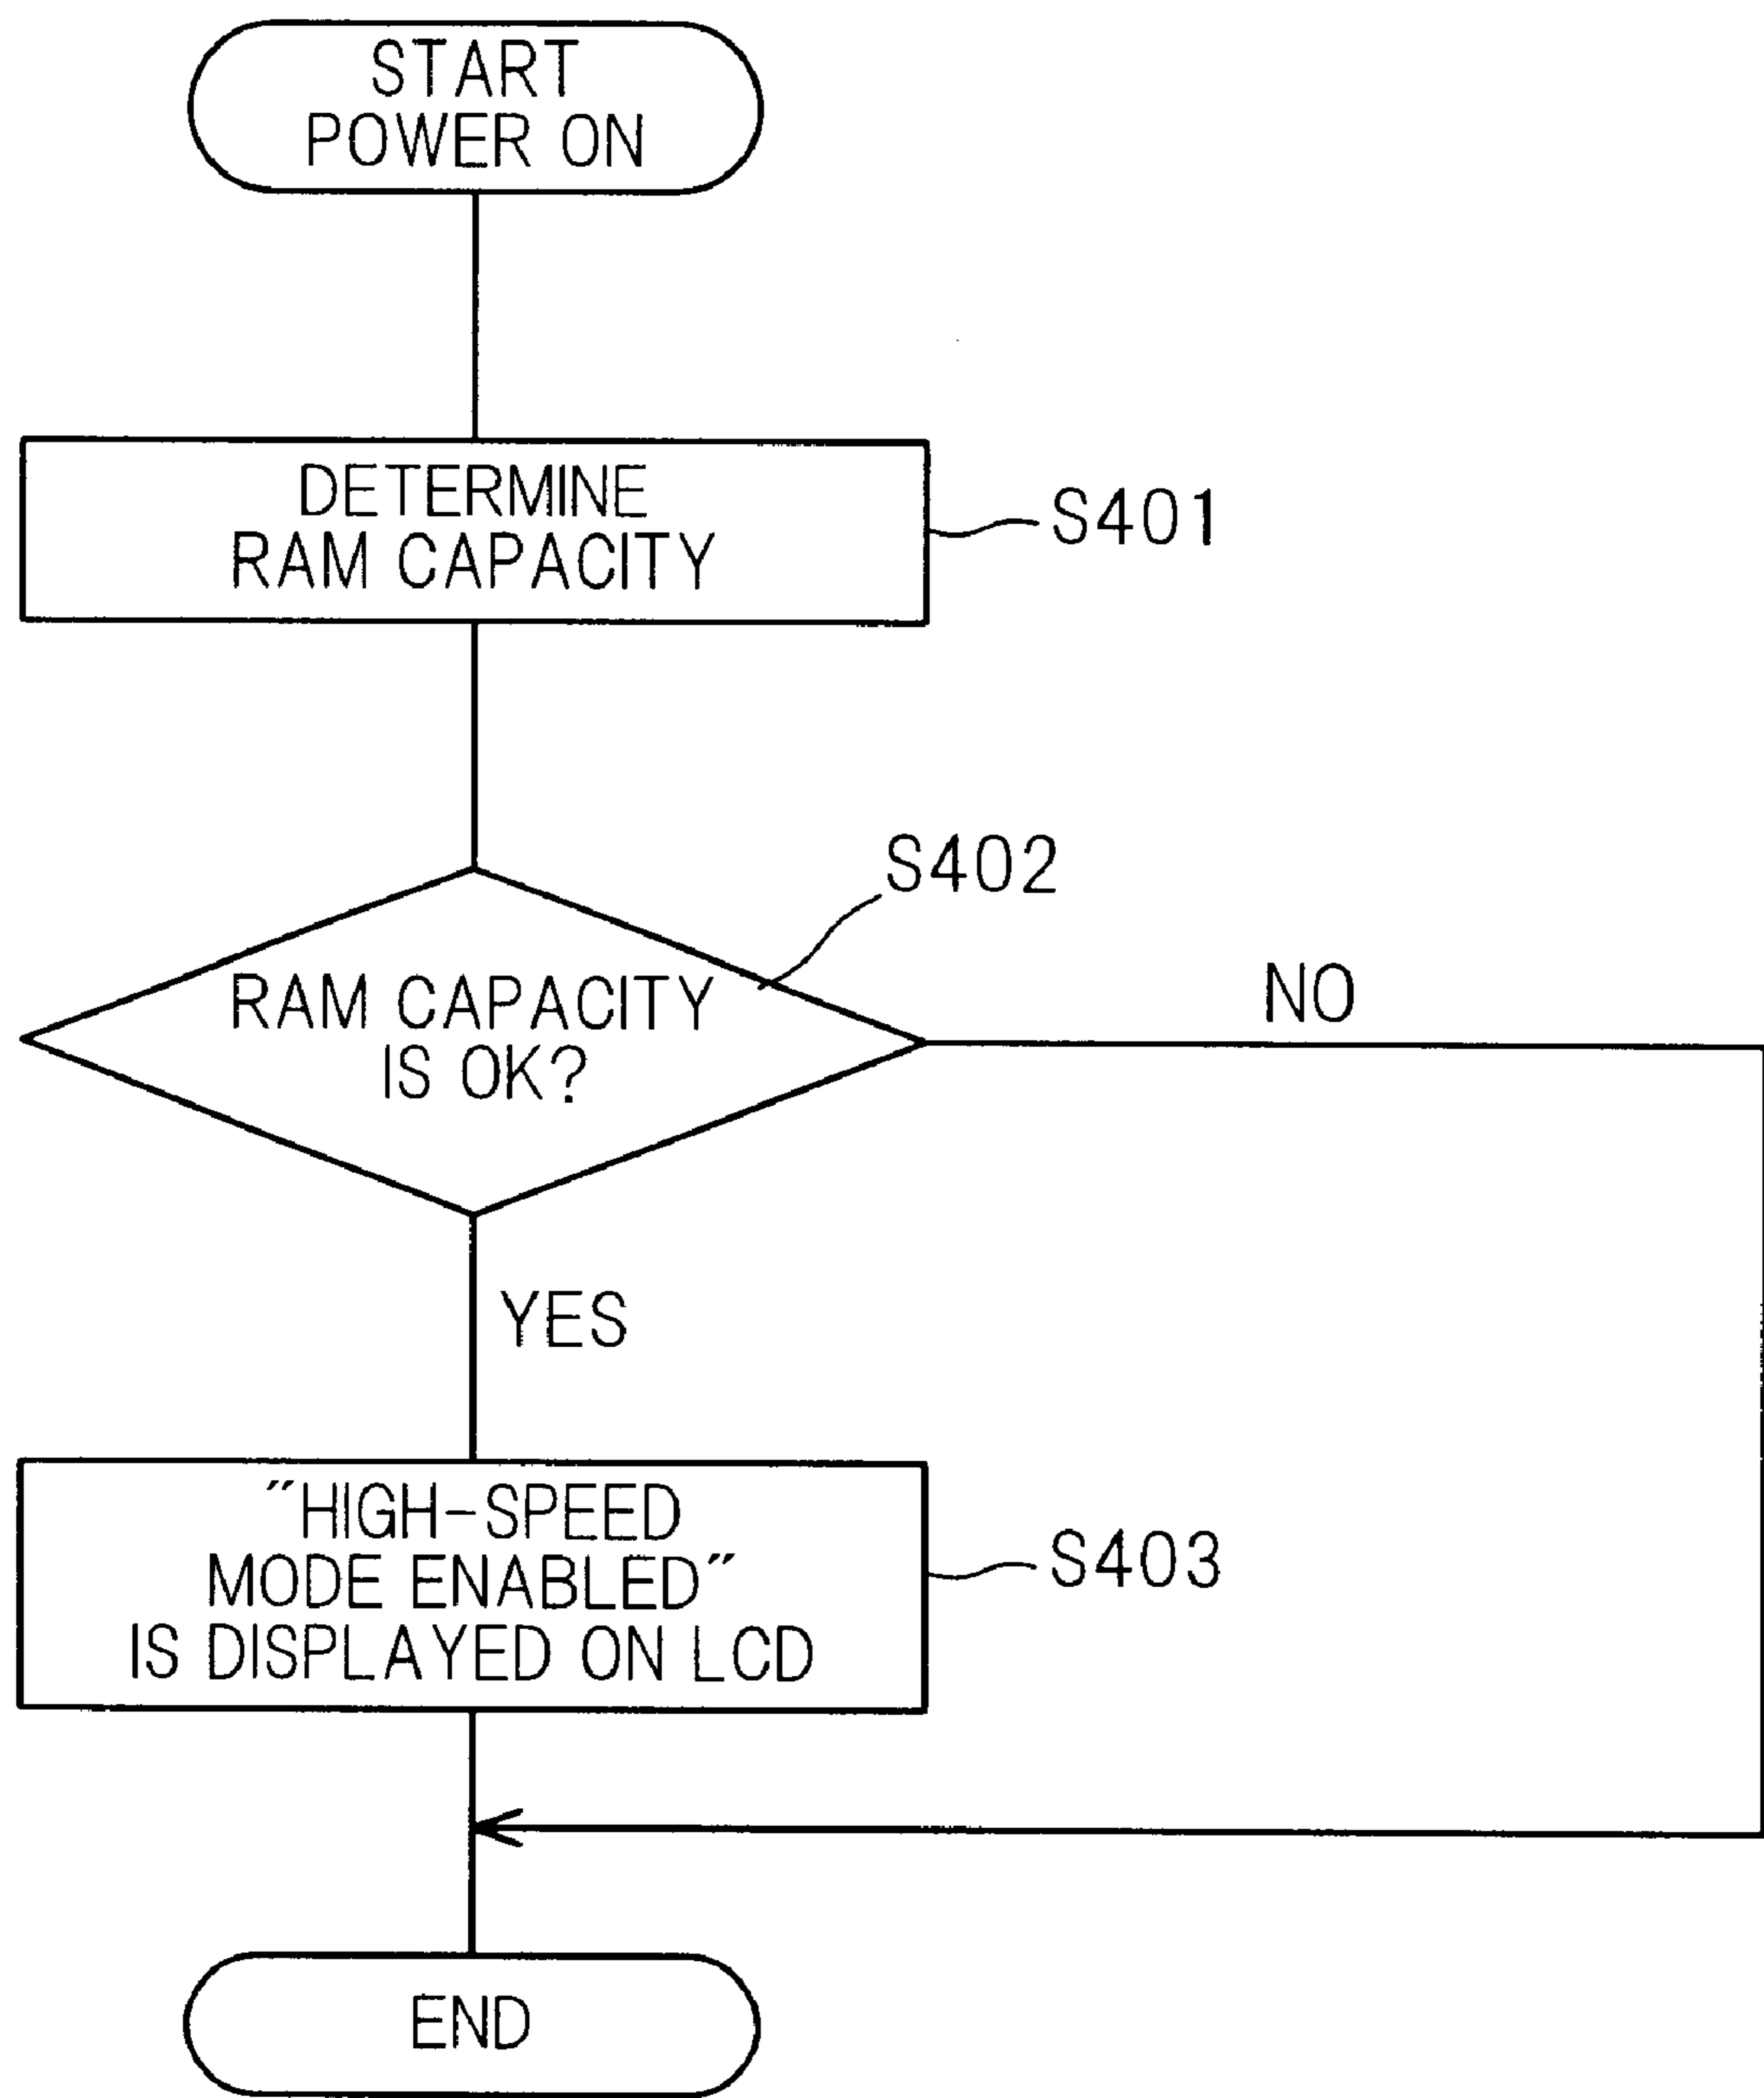 START
POWER ON
DETERMINE
RAM CAPACITY
S401
S402
RAM CAPACITY
IS OK?
NO
YES
"HIGH-SPEED
MODE ENABLED"
IS DISPLAYED ON LCD
S403
END